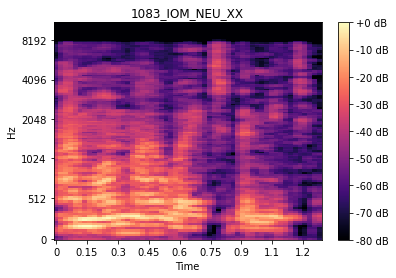 1083_IOM_NEU_XX
+0 dB
8192
-10 dB
4096
-20 dB
-30 dB
2048
Hz
-40 dB
1024
-50 dB
512
-60 dB
-70 dB
0
-80 dB
0 0.15 0.3 0.45 0.6 0.75 0.9 1.1 1.2
Time